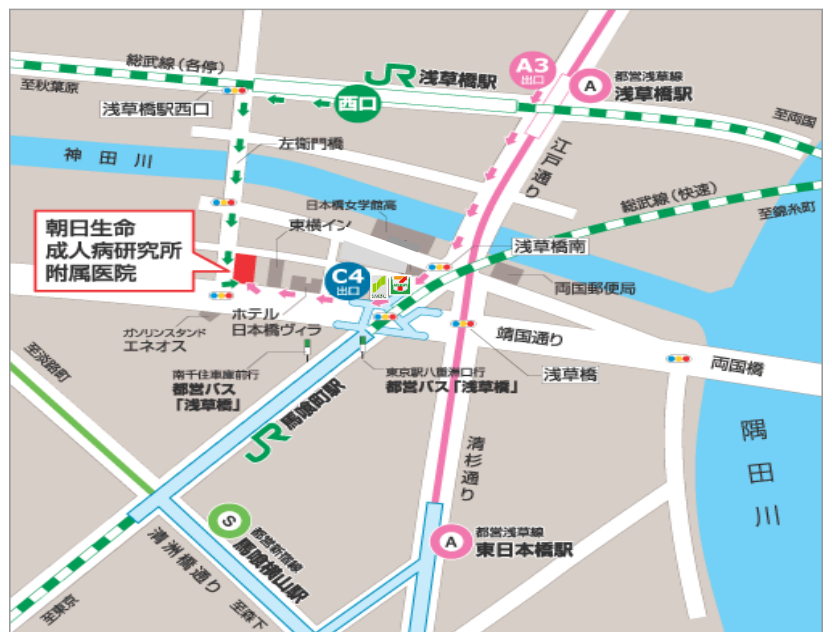 総武線(各停)
至秋葉原
浅草橋駅西口
JR 浅草橋駅
西口
A3
出口
A
都営浅草線
浅草橋駅
至両国
左衛門橋
神田川
江戸通り
総武線(快速)
至錦糸町
日本橋女学館高
東横イン
浅草橋南
朝日生命
成人病研究所
附属医院
C4
出口
両国郵便局
ホテル
日本橋ヴィラ
ガソリンスタンド
エネオス
靖国通り
両国橋
至淡路町
南千住車庫前行
都営バス
「浅草橋」
東京駅八重洲口行
都営バス「浅草橋」
浅草橋
JR 馬喰町駅
清杉通り
隅田川
S
都営新宿線
馬喰横山駅
A
都営浅草線
東日本橋駅
清洲橋通り
至東京
至森下